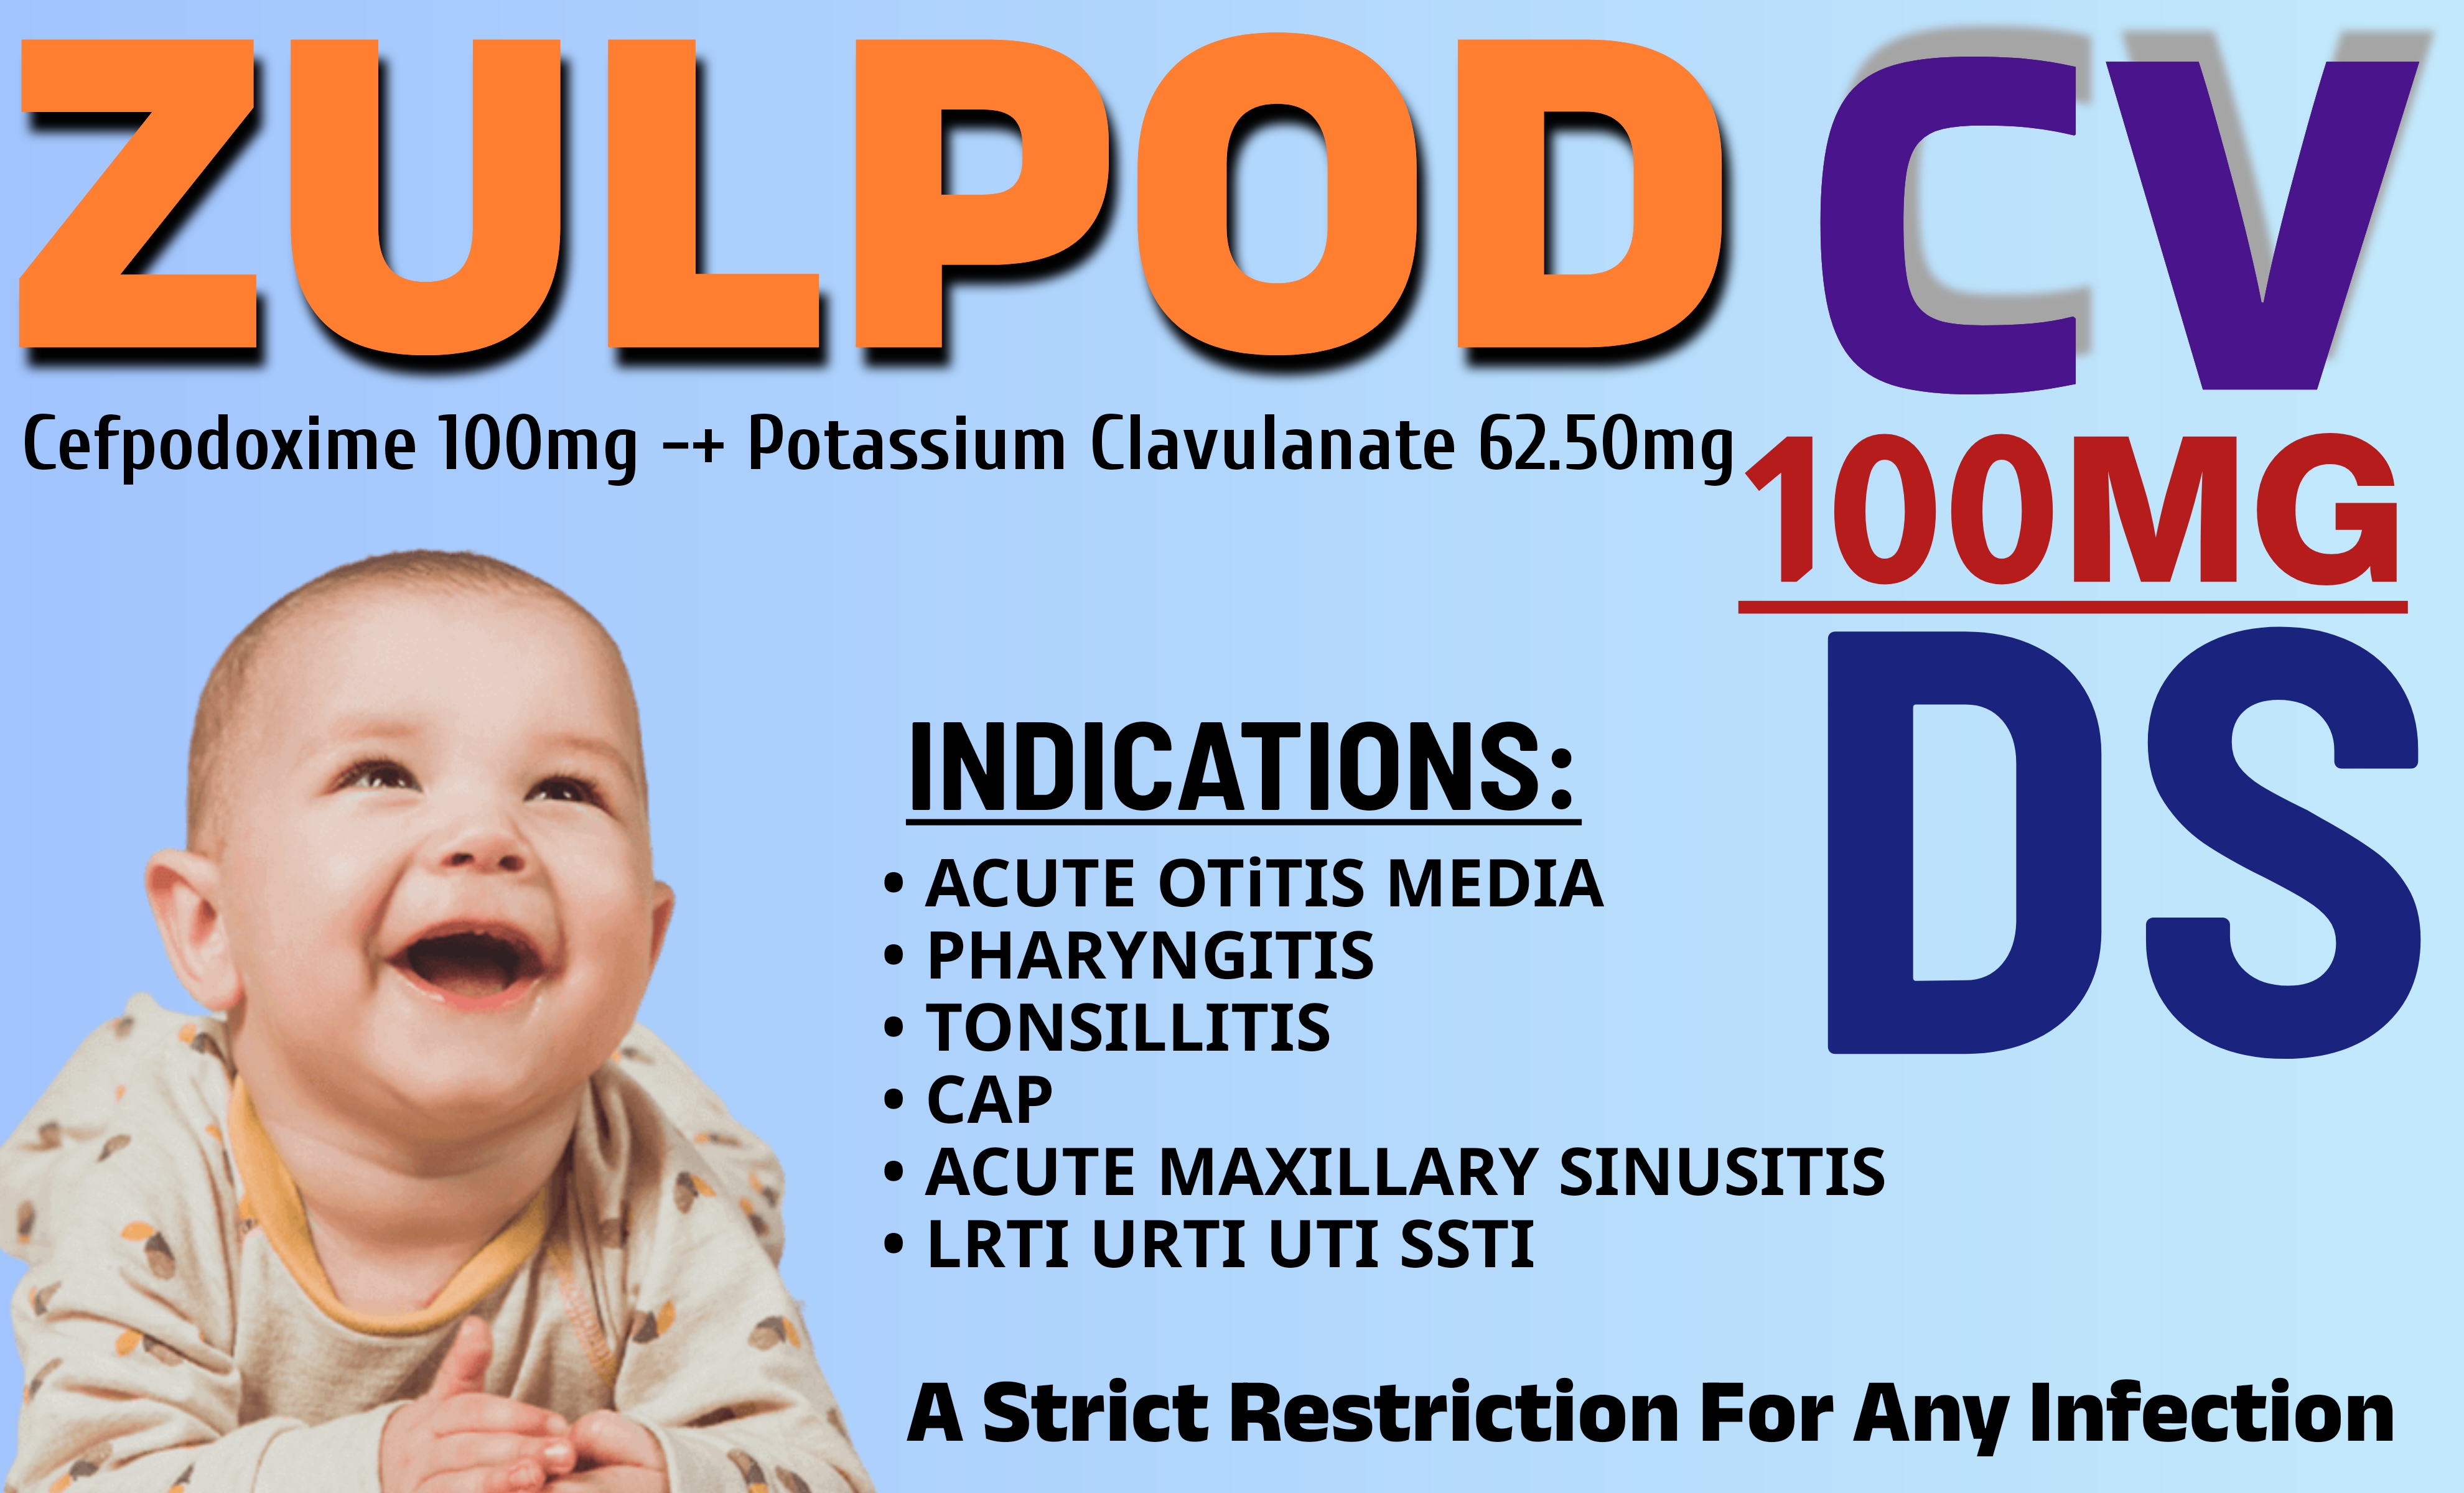 ZULPOD CV
Cefpodoxime 100mg -+ Potassium Clavulanate 62.50mg
100MG
DS
INDICATIONS:
• ACUTE OTiTIS MEDIA
• PHARYNGITIS
• TONSILLITIS
• CAP
• ACUTE MAXILLARY SINUSITIS
• LRTI URTI UTI SSTI
A Strict Restriction For Any Infection